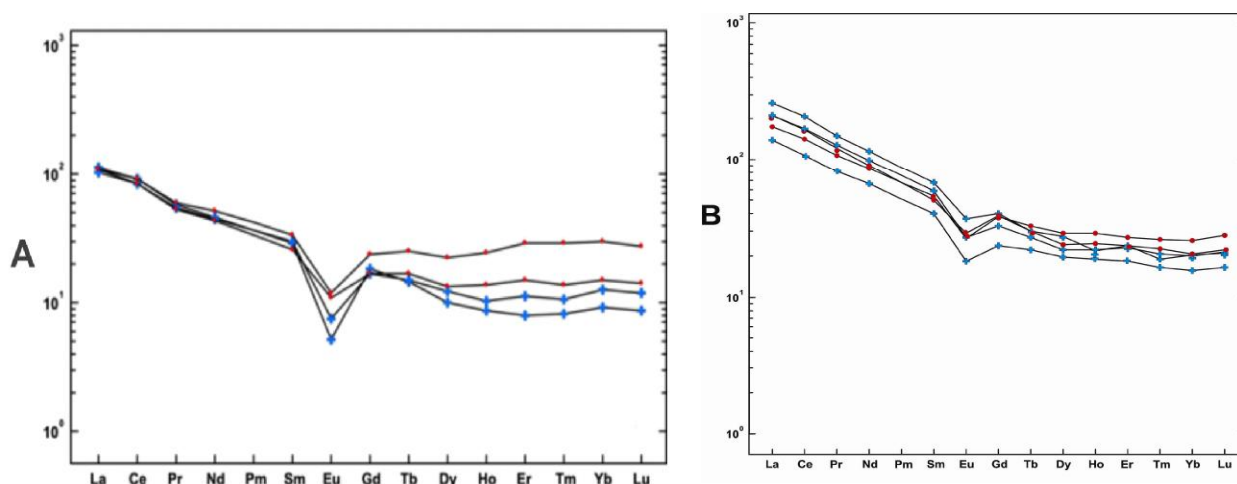 A
10³
10²
10¹
10⁰
La Ce Pr Nd Pm Sm Eu Gd Tb Dy Ho Er Tm Yb Lu
B
10³
10²
10¹
10⁰
La Ce Pr Nd Pm Sm Eu Gd Tb Dy Ho Er Tm Yb Lu